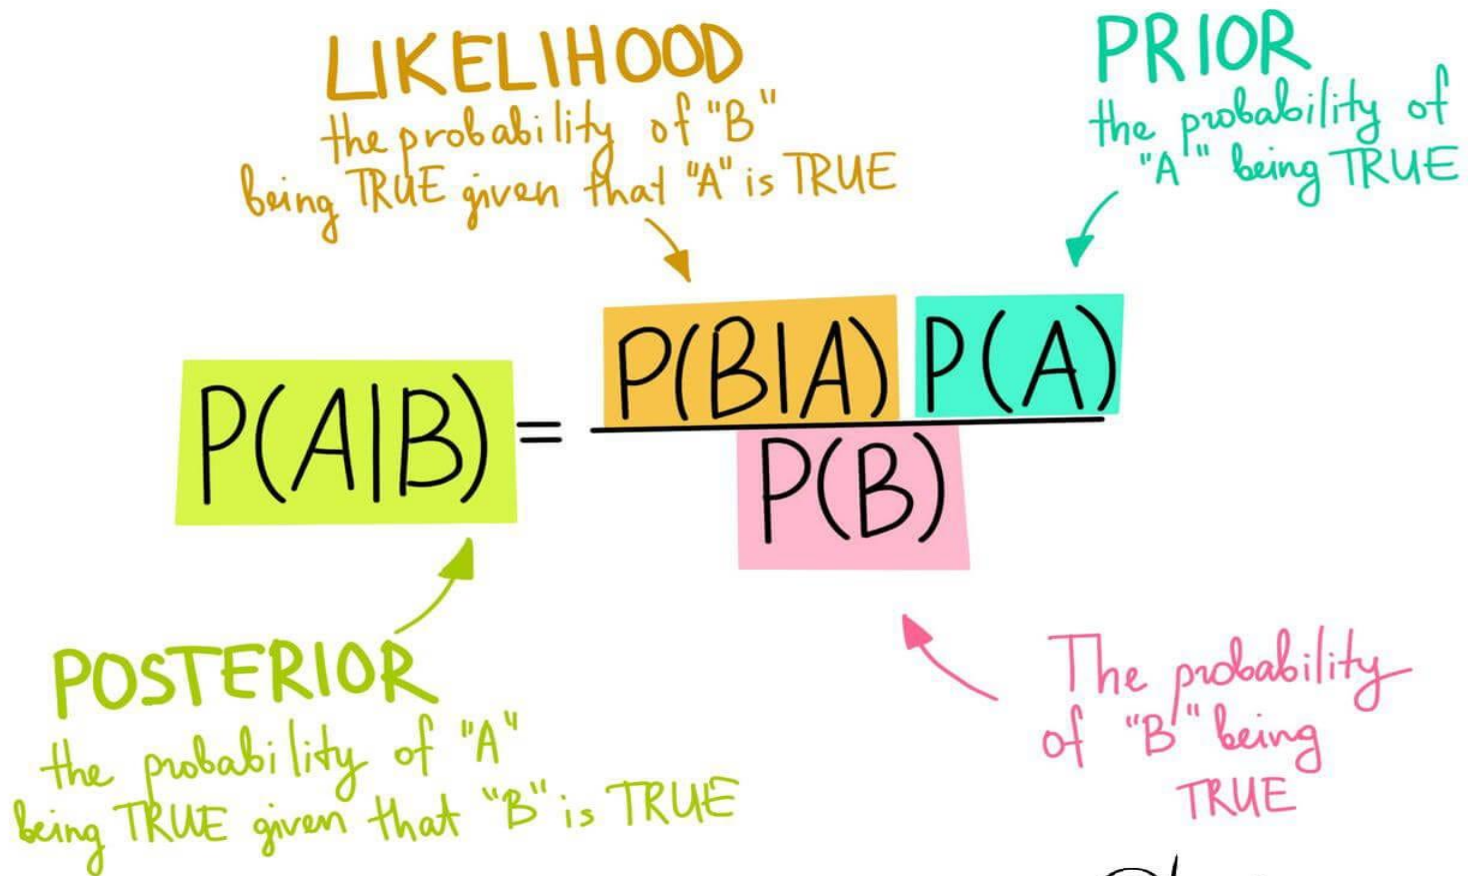 LIKELIHOOD
the probability of "B"
being TRUE given that "A" is TRUE
PRIOR
the probability of
"A" being TRUE
P(A|B) = P(B|A) P(A)
P(B)
POSTERIOR
the probability of "A"
being TRUE given that "B" is TRUE
The probability
of "B" being
TRUE